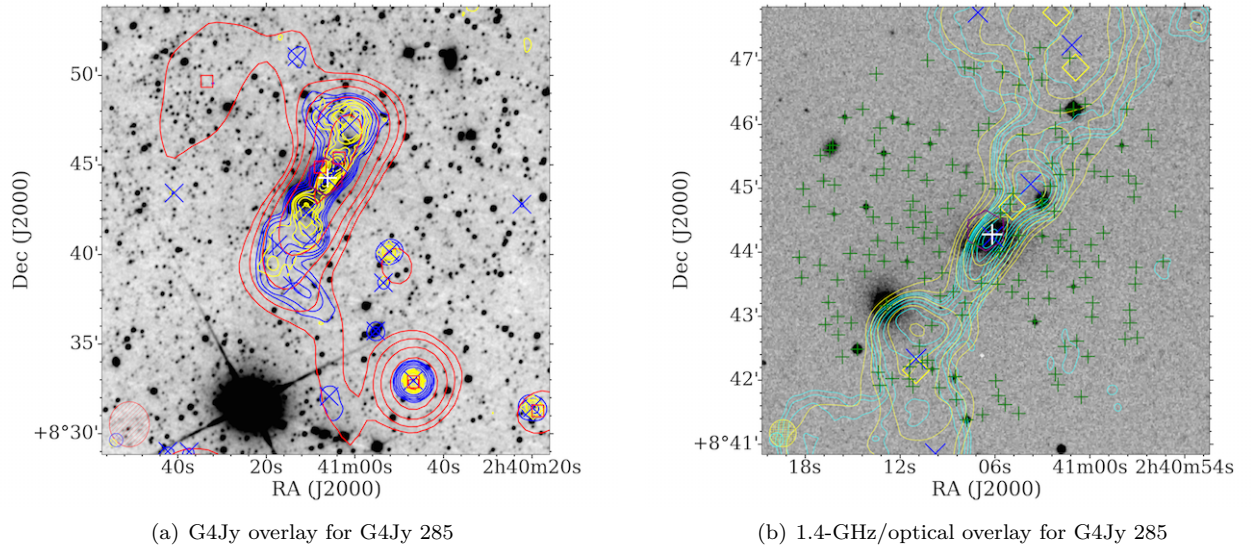 50'
45'
40'
35'
+8°30'
Dec (J2000)
40s
20s
11m00s
40s
2h40m20s
RA (J2000)
47'
46'
45'
44'
43'
42'
+8°41'
Dec (J2000)
18s
12s
06s
41m00s
2h40m54s
RA (J2000)
(a) G4Jy overlay for G4Jy 285
(b) 1.4-GHz/optical overlay for G4Jy 285